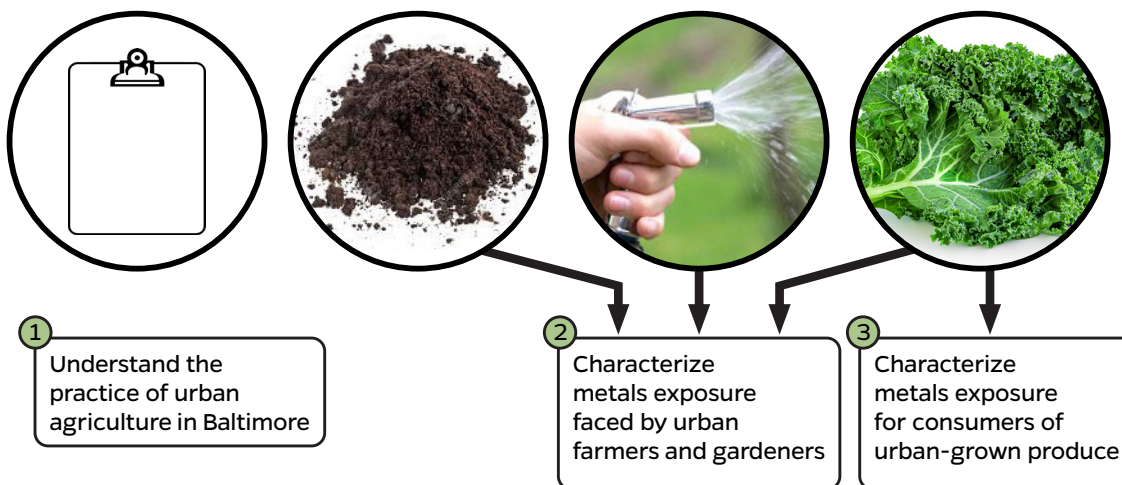 1
Understand the
practice of urban
agriculture in Baltimore
2
Characterize
metals exposure
faced by urban
farmers and gardeners
3
Characterize
metals exposure
for consumers of
urban-grown produce